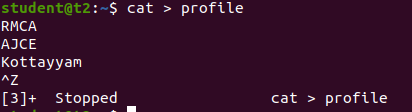 student@t2:~$ cat > profile
RMCA
AJCE
Kottayyam
^Z
[3]+  Stopped                 cat > profile